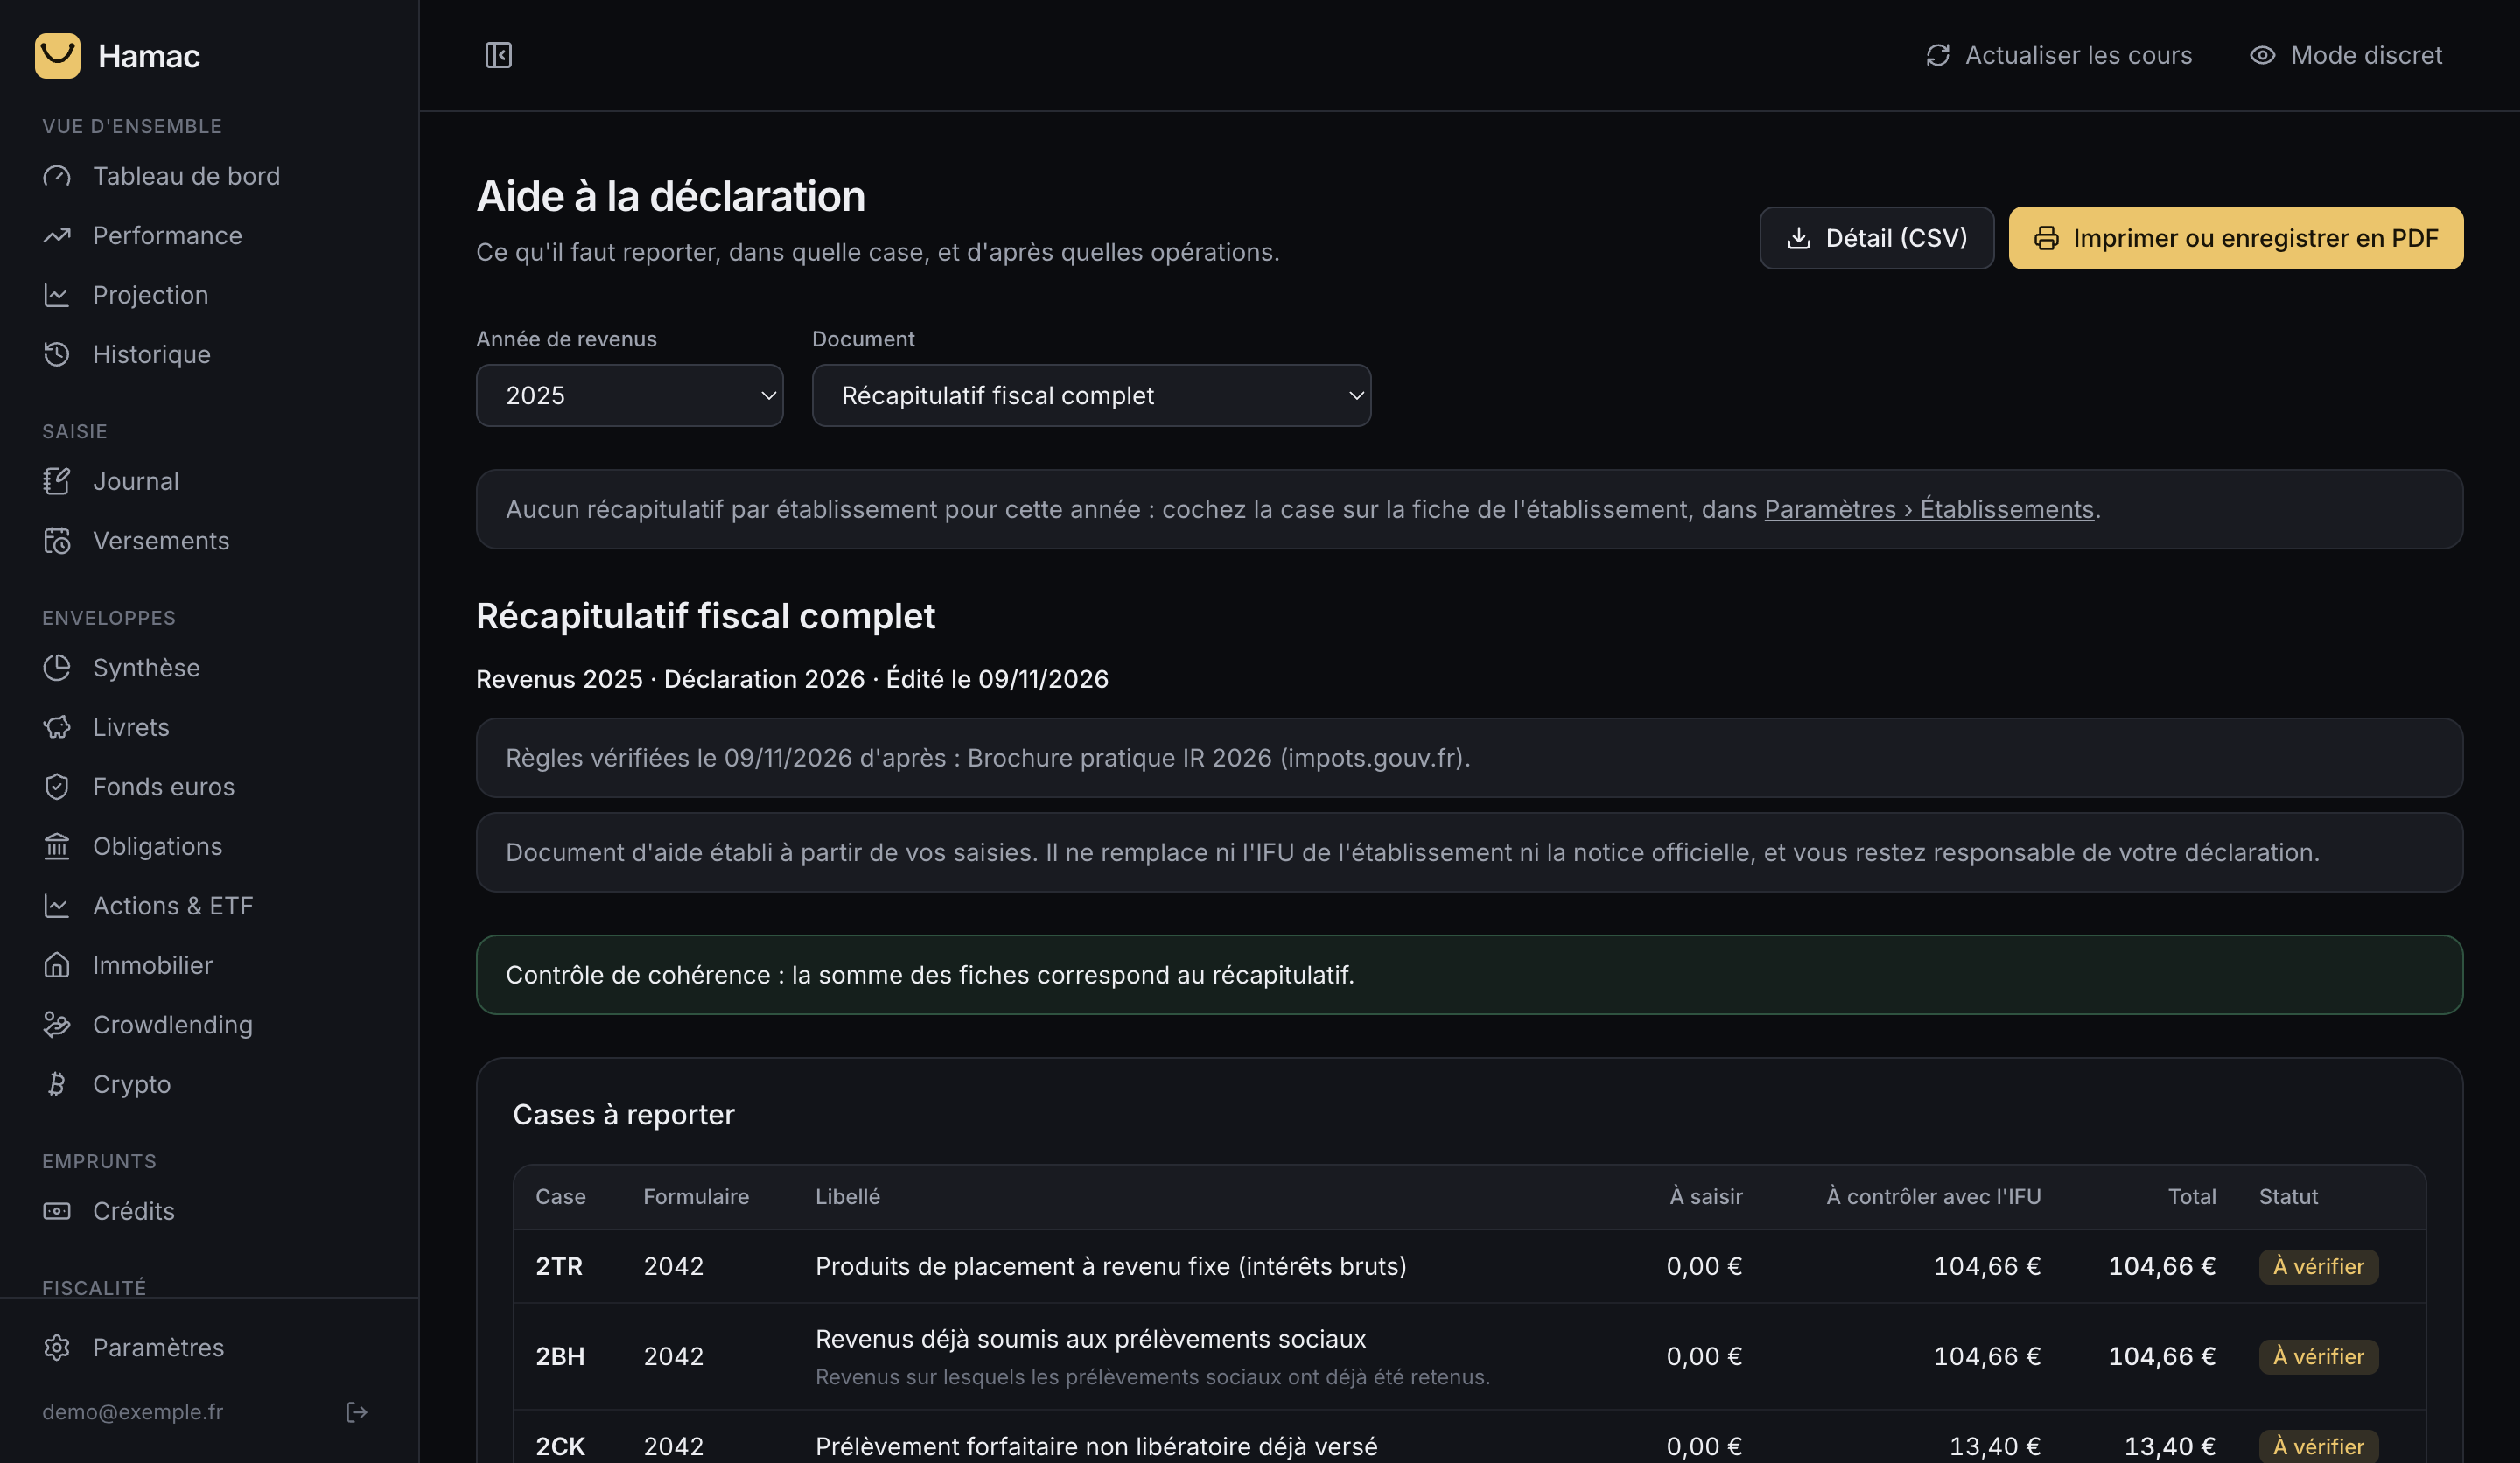 Hamac
VUE D'ENSEMBLE
Tableau de bord
Performance
Projection
Historique
SAISIE
Journal
Versements
ENVELOPPES
Synthèse
Livrets
Fonds euros
Obligations
Actions & ETF
Immobilier
Crowdlending
Crypto
EMPRUNTS
Crédits
FISCALITÉ
Paramètres
demo@exemple.fr
Actualiser les cours
Mode discret
Aide à la déclaration
Ce qu'il faut reporter, dans quelle case, et d'après quelles opérations.
Détail (CSV)
Imprimer ou enregistrer en PDF
Année de revenus
Document
2025
Récapitulatif fiscal complet
Aucun récapitulatif par établissement pour cette année : cochez la case sur la fiche de l'établissement, dans Paramètres › Établissements.
Récapitulatif fiscal complet
Revenus 2025 · Déclaration 2026 · Édité le 09/11/2026
Règles vérifiées le 09/11/2026 d'après : Brochure pratique IR 2026 (impots.gouv.fr).
Document d'aide établi à partir de vos saisies. Il ne remplace ni l'IFU de l'établissement ni la notice officielle, et vous restez responsable de votre déclaration.
Contrôle de cohérence : la somme des fiches correspond au récapitulatif.
Cases à reporter
Case Formulaire Libellé À saisir À contrôler avec l'IFU Total Statut
2TR 2042 Produits de placement à revenu fixe (intérêts bruts) 0,00 € 104,66 € 104,66 € À vérifier
2BH 2042 Revenus déjà soumis aux prélèvements sociaux 0,00 € 104,66 € 104,66 € À vérifier
Revenus sur lesquels les prélèvements sociaux ont déjà été retenus.
2CK 2042 Prélèvement forfaitaire non libératoire déjà versé 0,00 € 13,40 € 13,40 € À vérifier